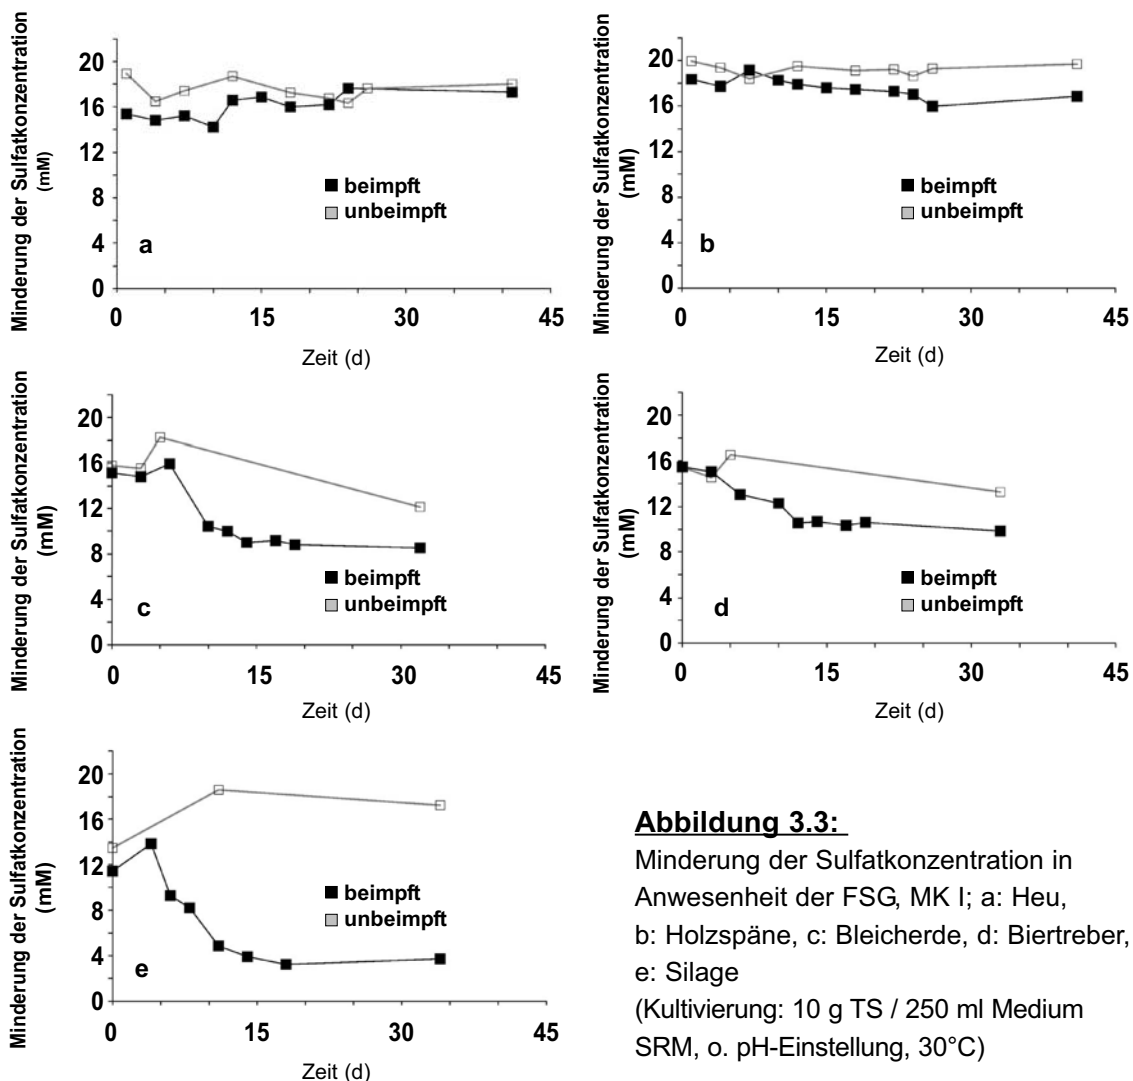 Minderung der Sulfatkonzentration
(mM)
20
16
12
8
4
0
beimpft
unbeimpft
a
0
15
30
45
Zeit (d)
Minderung der Sulfatkonzentration
(mM)
20
16
12
8
4
0
beimpft
unbeimpft
b
0
15
30
45
Zeit (d)
Minderung der Sulfatkonzentration
(mM)
20
16
12
8
4
0
beimpft
unbeimpft
c
0
15
30
45
Zeit (d)
Minderung der Sulfatkonzentration
(mM)
20
16
12
8
4
0
beimpft
unbeimpft
d
0
15
30
45
Zeit (d)
Minderung der Sulfatkonzentration
(mM)
20
16
12
8
4
0
beimpft
unbeimpft
e
0
15
30
45
Zeit (d)
Abbildung 3.3:
Minderung der Sulfatkonzentration in
Anwesenheit der FSG, MK I; a: Heu,
b: Holzspäne, c: Bleicherde, d: Biertreber,
e: Silage
(Kultivierung: 10 g TS / 250 ml Medium
SRM, o. pH-Einstellung, 30°C)